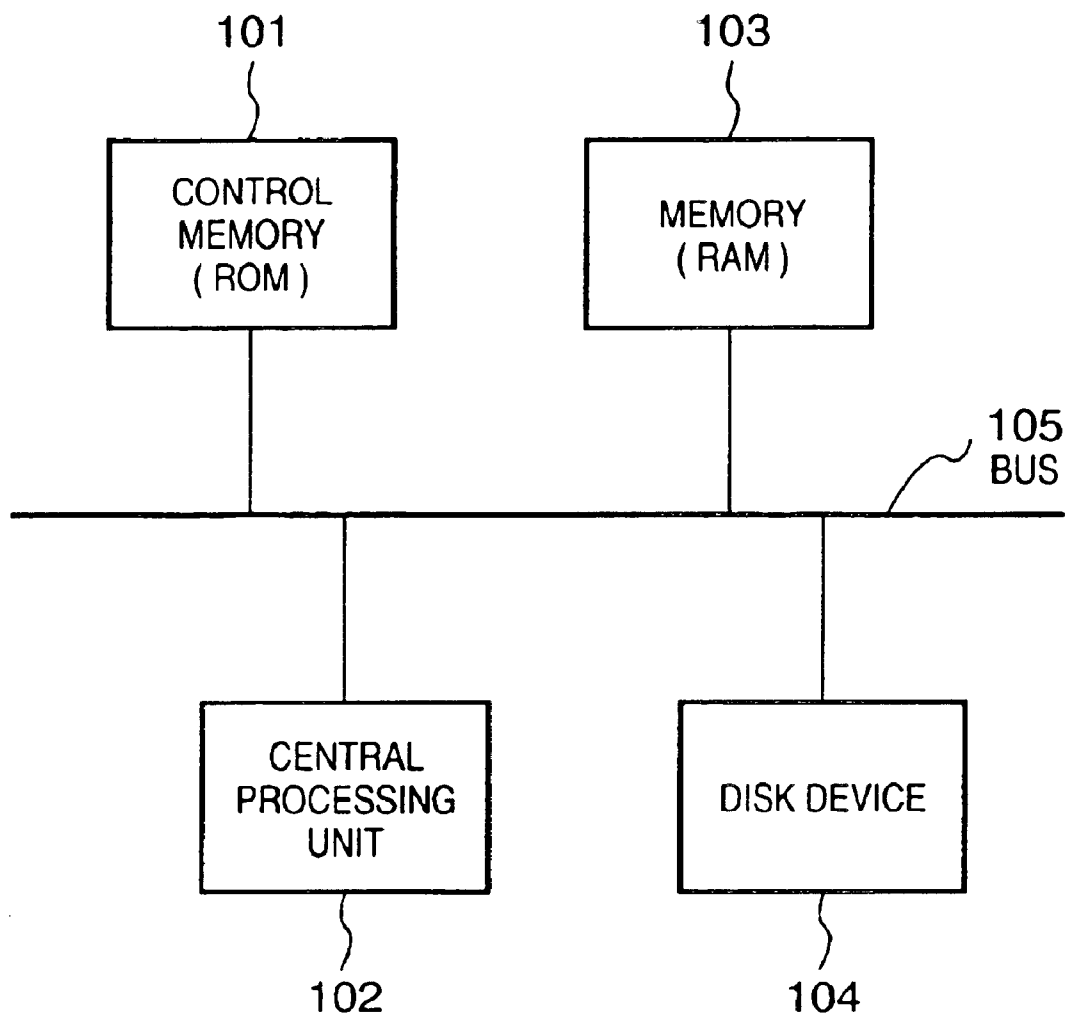 101
103
CONTROL
MEMORY
( ROM )
MEMORY
( RAM )
105
BUS
CENTRAL
PROCESSING
UNIT
DISK DEVICE
102
104